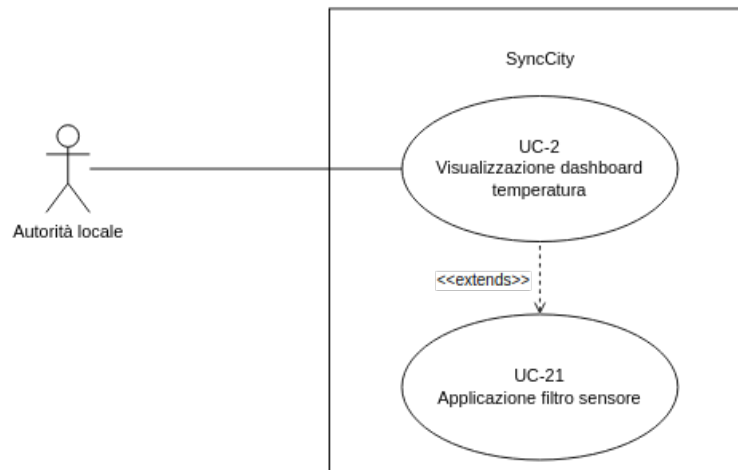 SyncCity
UC-2
Visualizzazione dashboard
temperatura
Autorità locale
<<extends>>
UC-21
Applicazione filtro sensore